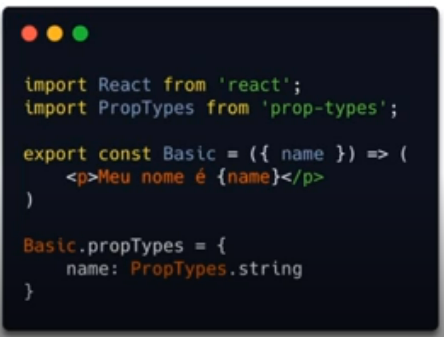 import React from 'react';
import PropTypes from 'prop-types';
export const Basic = ({ name }) => (
<p>Meu nome é {name}</p>
)
Basic.propTypes = {
name: PropTypes.string
}